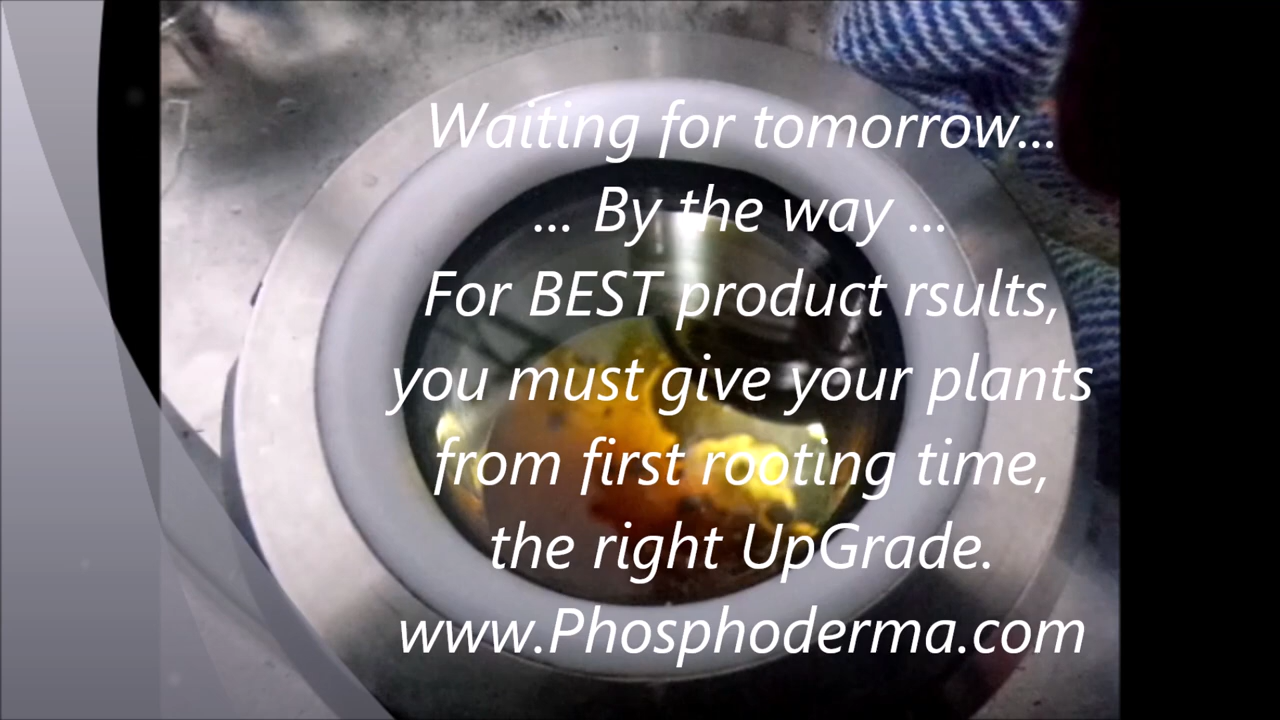 Waiting for tomorrow...
... By the way ...
For BEST product rsults,
you must give your plants
from first rooting time,
the right UpGrade.
www.Phosphoderma.com